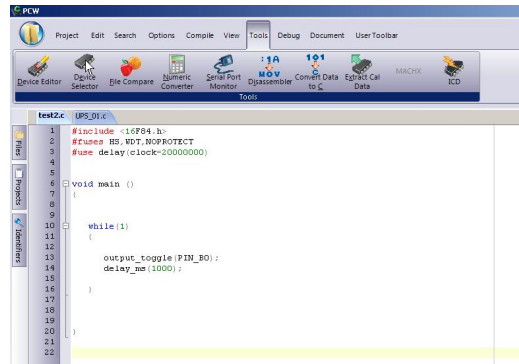 PCW
Project Edit Search Options Compile View Tools Debug Document User Toolbar
Device Editor
Device Selector
File Compare
Numeric Converter
Serial Port Monitor
:1A
MOV
Disassembler
101
C
Convert Data to C
Extract Cal Data
MACHX
ICD
Tools
test2.c UPS_01.c
Files
Projects
Identifiers
1 #include <16F84.h>
2 #fuses HS,WDT,NOPROTECT
3 #use delay(clock=20000000)
4
5
6 void main ()
7 {
8
9
10 while(1)
11 {
12
13 output_toggle(PIN_B0);
14 delay_ms(1000);
15
16 }
17
18
19
20 }
21
22